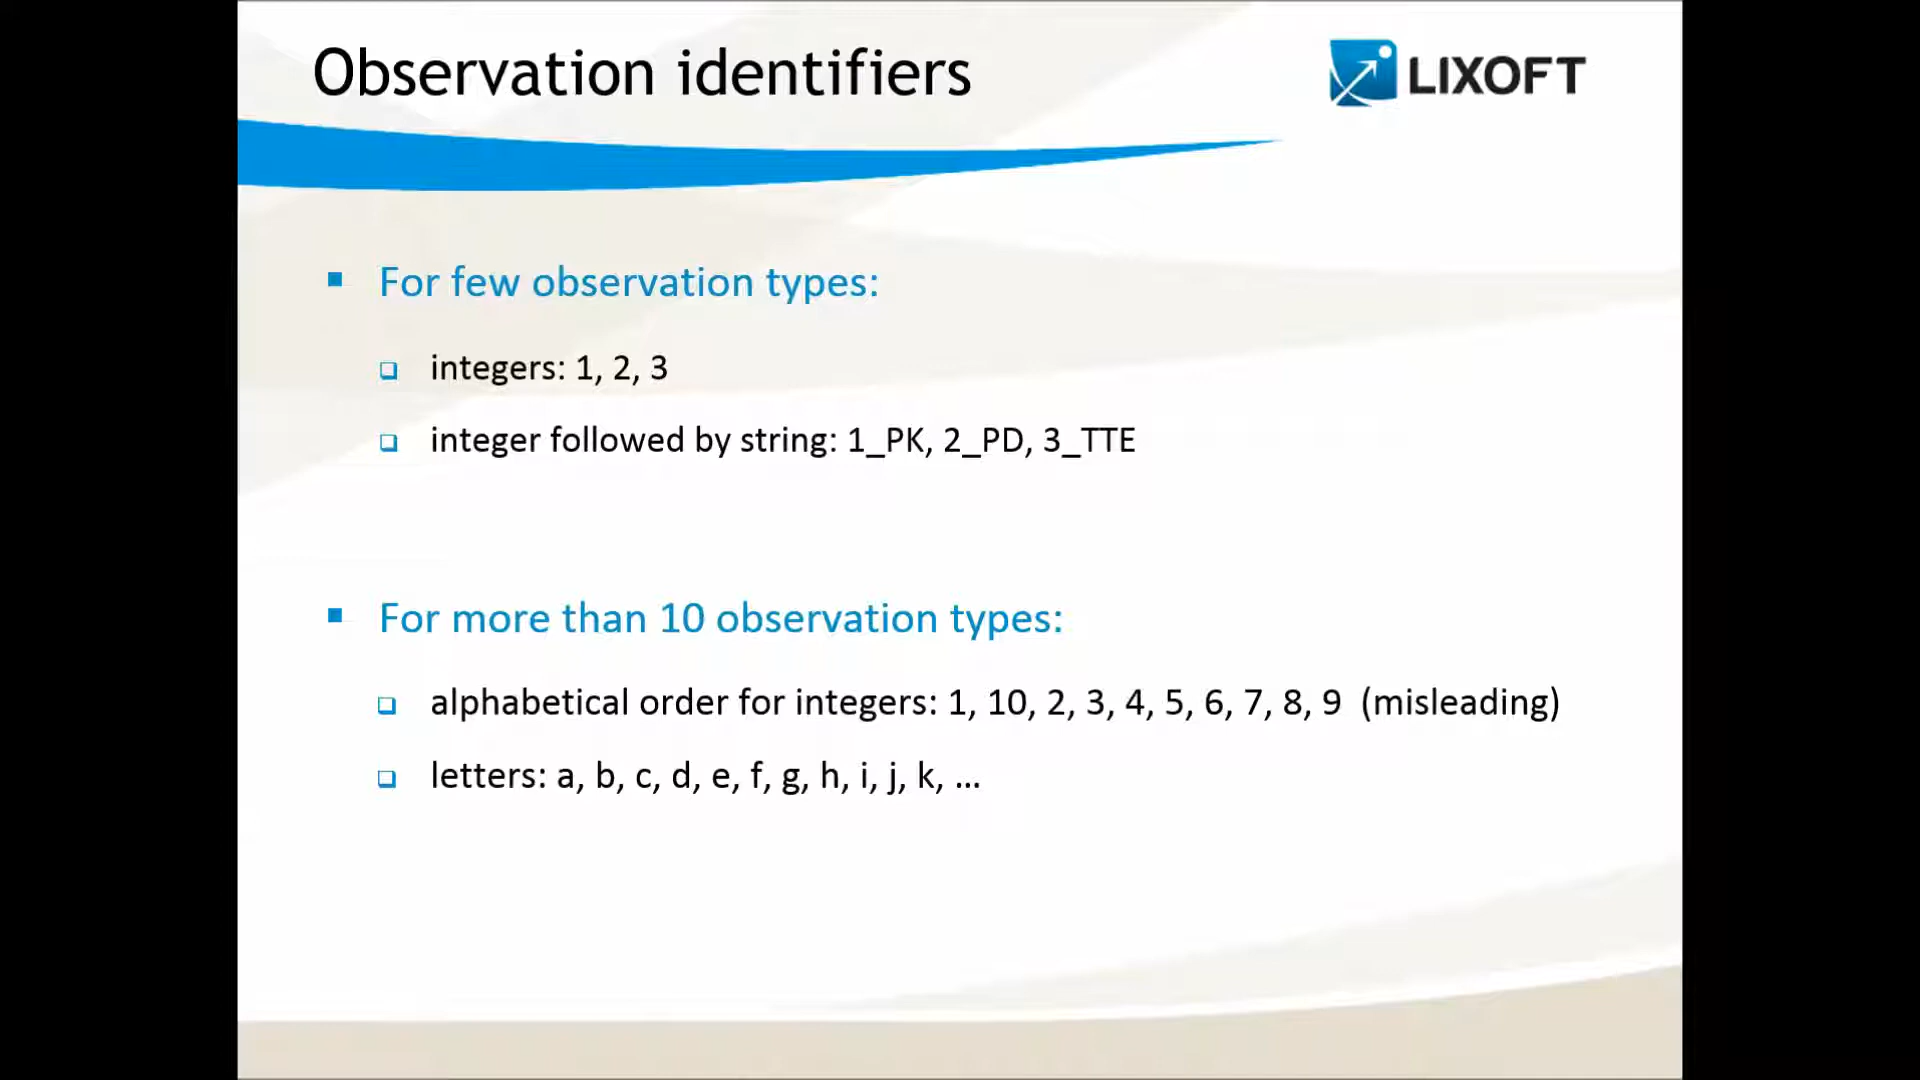 Observation identifiers
LIXOFT
For few observation types:
integers: 1, 2, 3
integer followed by string: 1_PK, 2_PD, 3_TTE
For more than 10 observation types:
alphabetical order for integers: 1, 10, 2, 3, 4, 5, 6, 7, 8, 9 (misleading)
letters: a, b, c, d, e, f, g, h, i, j, k, ...